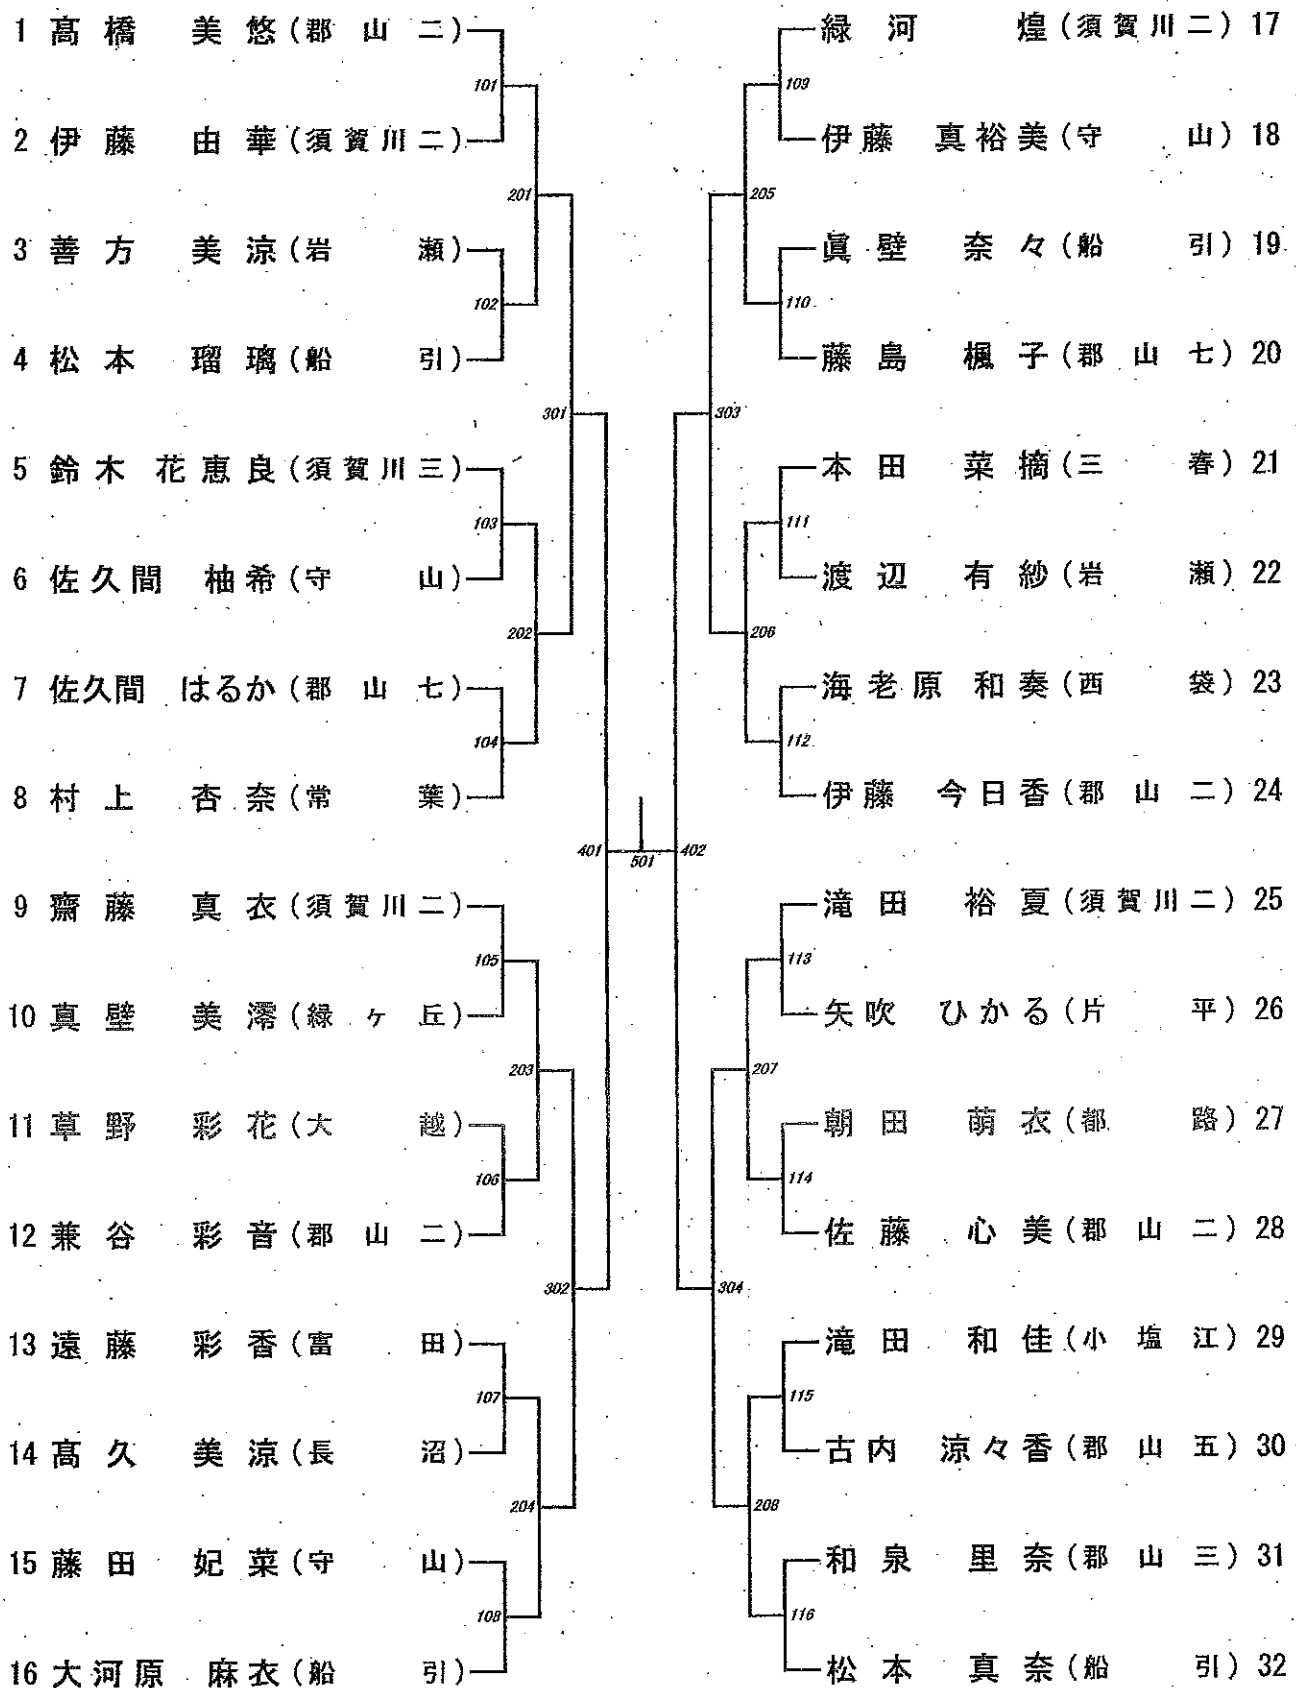 1 髙橋 美悠 (郡山二)
101
2 伊藤 由華 (須賀川二)
201
3 善方 美涼 (岩瀬)
102
4 松本 瑠璃 (船引)
301
5 鈴木 花恵良 (須賀川三)
103
6 佐久間 柚希 (守山)
202
7 佐久間 はるか (郡山七)
104
8 村上 杏奈 (常葉)
401
9 齋藤 真衣 (須賀川二)
105
10 真壁 美澪 (緑ヶ丘)
203
11 草野 彩花 (大越)
106
12 兼谷 彩音 (郡山二)
302
13 遠藤 彩香 (富田)
107
14 髙久 美涼 (長沼)
204
15 藤田 妃菜 (守山)
108
16 大河原 麻衣 (船引)
501
緑河 煌 (須賀川二) 17
109
伊藤 真裕美 (守山) 18
205
眞壁 奈々 (船引) 19
110
藤島 楓子 (郡山七) 20
303
本田 菜摘 (三春) 21
111
渡辺 有紗 (岩瀬) 22
206
海老原 和奏 (西袋) 23
112
伊藤 今日香 (郡山二) 24
402
滝田 裕夏 (須賀川二) 25
113
矢吹 ひかる (片平) 26
207
朝田 萌衣 (都路) 27
114
佐藤 心美 (郡山二) 28
304
滝田 和佳 (小塩江) 29
115
古内 涼々香 (郡山五) 30
208
和泉 里奈 (郡山三) 31
116
松本 真奈 (船引) 32